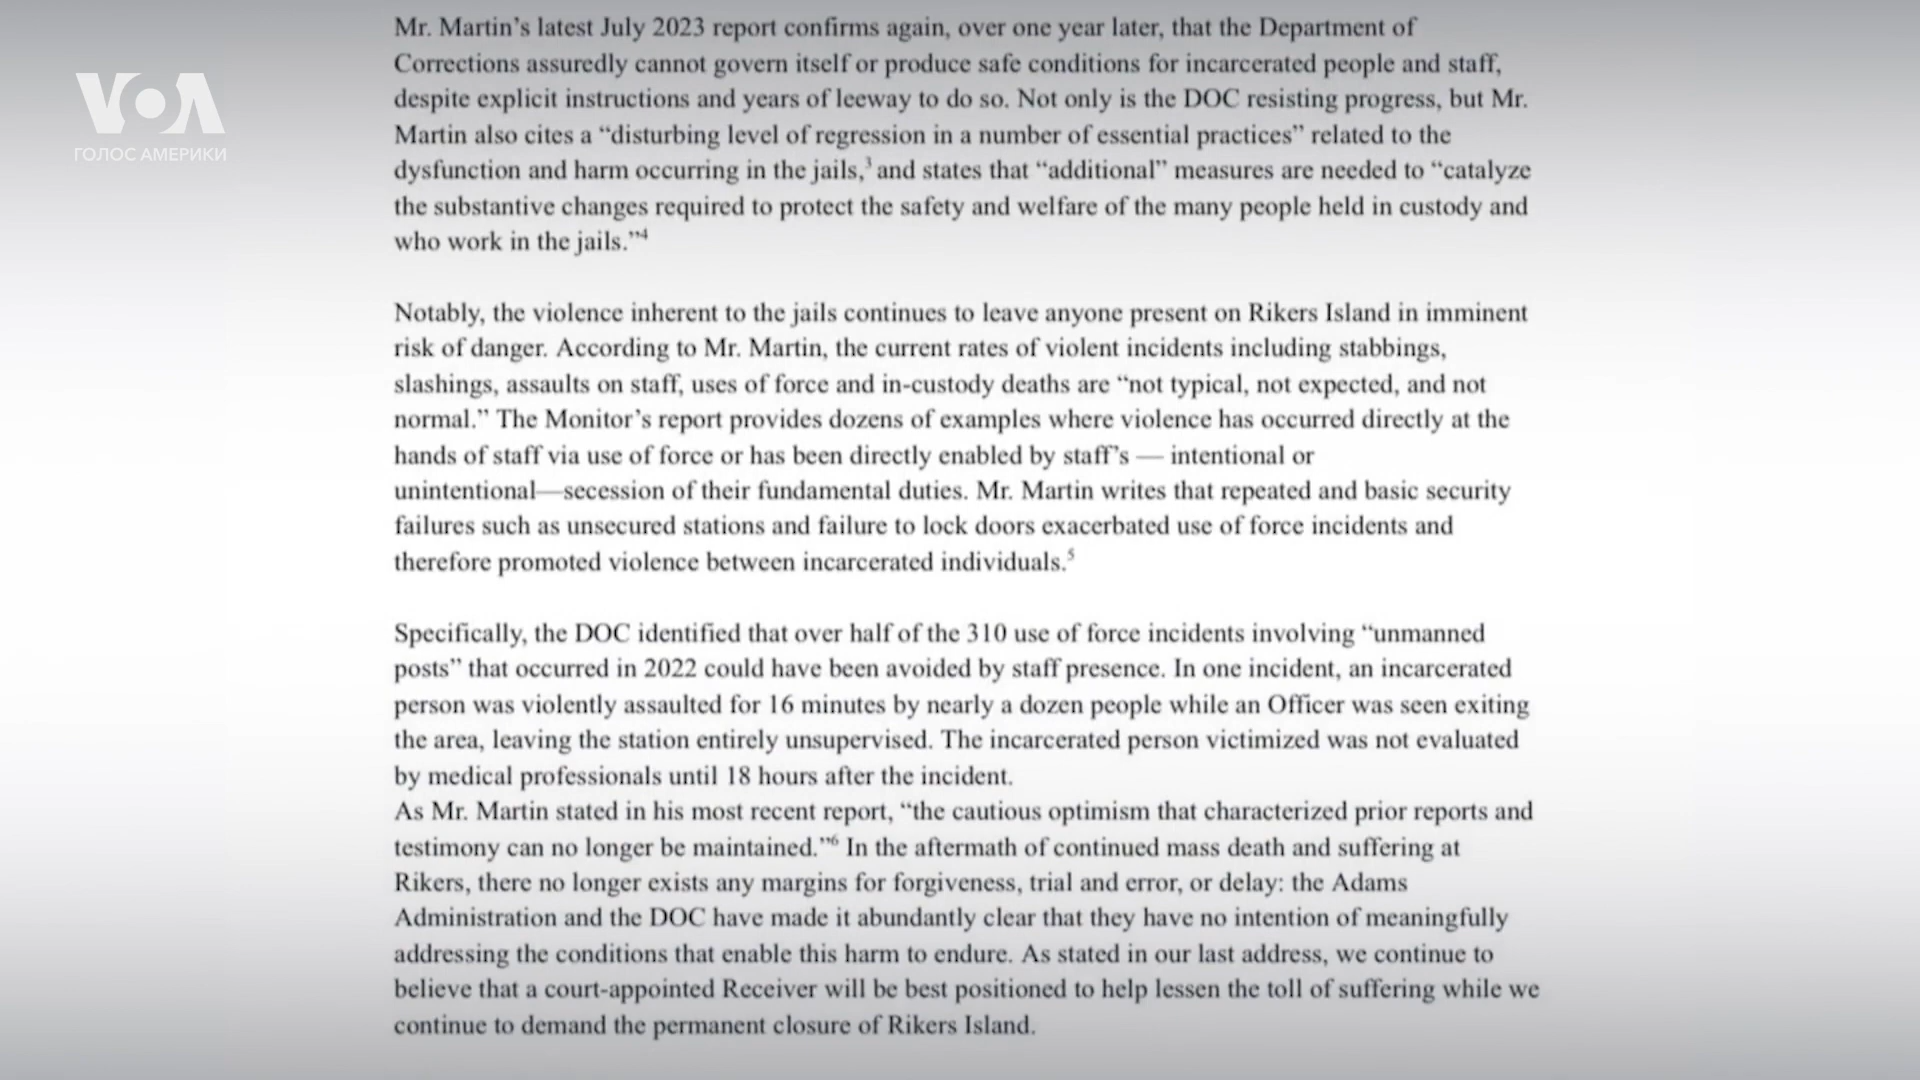 VOA
ГОЛОС АМЕРИКИ
Mr. Martin’s latest July 2023 report confirms again, over one year later, that the Department of
Corrections assuredly cannot govern itself or produce safe conditions for incarcerated people and staff,
despite explicit instructions and years of leeway to do so. Not only is the DOC resisting progress, but Mr.
Martin also cites a “disturbing level of regression in a number of essential practices” related to the
dysfunction and harm occurring in the jails,³ and states that “additional” measures are needed to “catalyze
the substantive changes required to protect the safety and welfare of the many people held in custody and
who work in the jails.”⁴
Notably, the violence inherent to the jails continues to leave anyone present on Rikers Island in imminent
risk of danger. According to Mr. Martin, the current rates of violent incidents including stabbings,
slashings, assaults on staff, uses of force and in-custody deaths are “not typical, not expected, and not
normal.” The Monitor’s report provides dozens of examples where violence has occurred directly at the
hands of staff via use of force or has been directly enabled by staff’s — intentional or
unintentional—secession of their fundamental duties. Mr. Martin writes that repeated and basic security
failures such as unsecured stations and failure to lock doors exacerbated use of force incidents and
therefore promoted violence between incarcerated individuals.⁵
Specifically, the DOC identified that over half of the 310 use of force incidents involving “unmanned
posts” that occurred in 2022 could have been avoided by staff presence. In one incident, an incarcerated
person was violently assaulted for 16 minutes by nearly a dozen people while an Officer was seen exiting
the area, leaving the station entirely unsupervised. The incarcerated person victimized was not evaluated
by medical professionals until 18 hours after the incident.
As Mr. Martin stated in his most recent report, “the cautious optimism that characterized prior reports and
testimony can no longer be maintained.”⁶ In the aftermath of continued mass death and suffering at
Rikers, there no longer exists any margins for forgiveness, trial and error, or delay: the Adams
Administration and the DOC have made it abundantly clear that they have no intention of meaningfully
addressing the conditions that enable this harm to endure. As stated in our last address, we continue to
believe that a court-appointed Receiver will be best positioned to help lessen the toll of suffering while we
continue to demand the permanent closure of Rikers Island.